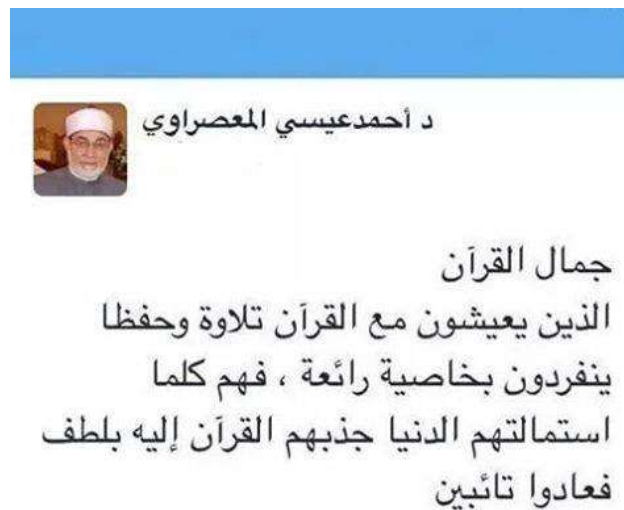 د أحمدعيسي المعصراوي
جمال القرآن
الذين يعيشون مع القرآن تلاوة وحفظا
ينفردون بخاصية رائعة ، فهم كلما
استمالتهم الدنيا جذبهم القرآن إليه بلطف
فعادوا تائبين